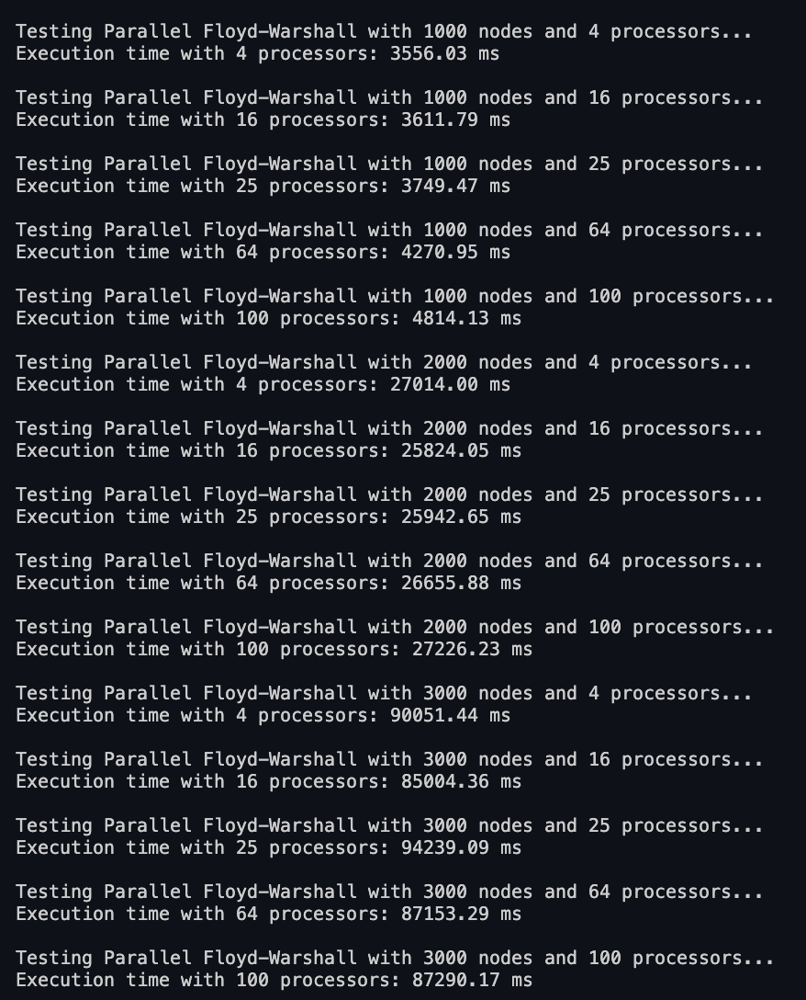 Testing Parallel Floyd-Warshall with 1000 nodes and 4 processors...
Execution time with 4 processors: 3556.03 ms
Testing Parallel Floyd-Warshall with 1000 nodes and 16 processors...
Execution time with 16 processors: 3611.79 ms
Testing Parallel Floyd-Warshall with 1000 nodes and 25 processors...
Execution time with 25 processors: 3749.47 ms
Testing Parallel Floyd-Warshall with 1000 nodes and 64 processors...
Execution time with 64 processors: 4270.95 ms
Testing Parallel Floyd-Warshall with 1000 nodes and 100 processors...
Execution time with 100 processors: 4814.13 ms
Testing Parallel Floyd-Warshall with 2000 nodes and 4 processors...
Execution time with 4 processors: 27014.00 ms
Testing Parallel Floyd-Warshall with 2000 nodes and 16 processors...
Execution time with 16 processors: 25824.05 ms
Testing Parallel Floyd-Warshall with 2000 nodes and 25 processors...
Execution time with 25 processors: 25942.65 ms
Testing Parallel Floyd-Warshall with 2000 nodes and 64 processors...
Execution time with 64 processors: 26655.88 ms
Testing Parallel Floyd-Warshall with 2000 nodes and 100 processors...
Execution time with 100 processors: 27226.23 ms
Testing Parallel Floyd-Warshall with 3000 nodes and 4 processors...
Execution time with 4 processors: 90051.44 ms
Testing Parallel Floyd-Warshall with 3000 nodes and 16 processors...
Execution time with 16 processors: 85004.36 ms
Testing Parallel Floyd-Warshall with 3000 nodes and 25 processors...
Execution time with 25 processors: 94239.09 ms
Testing Parallel Floyd-Warshall with 3000 nodes and 64 processors...
Execution time with 64 processors: 87153.29 ms
Testing Parallel Floyd-Warshall with 3000 nodes and 100 processors...
Execution time with 100 processors: 87290.17 ms